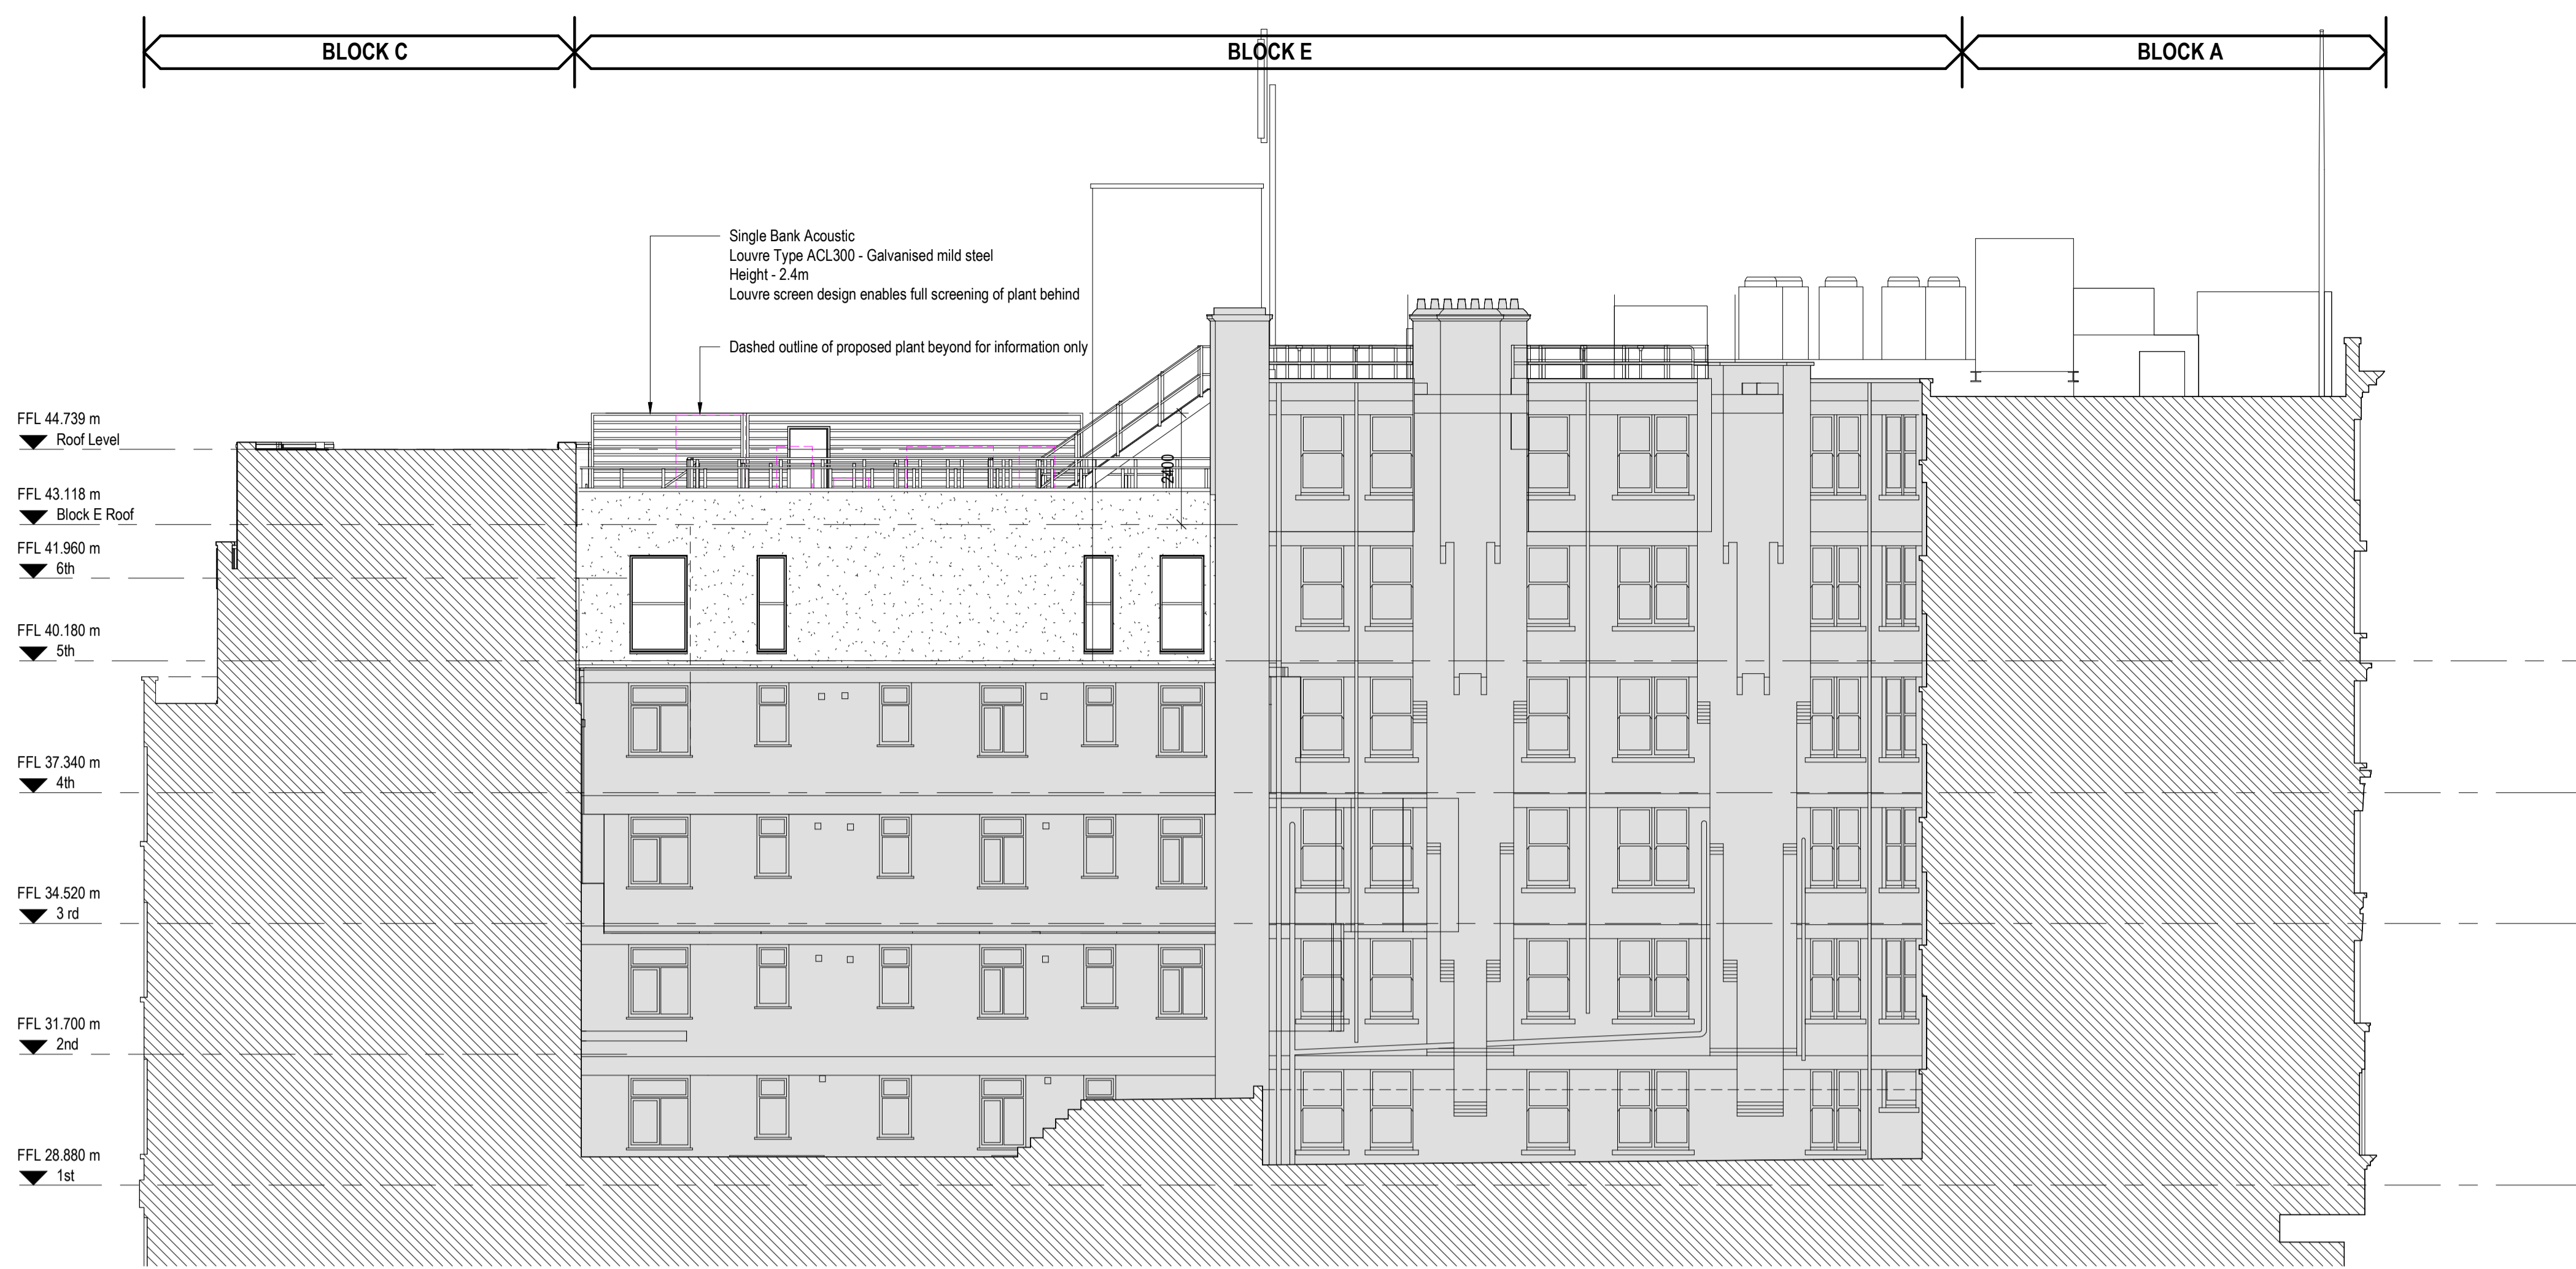 BLOCK C
BLOCK E
BLOCK A
Single Bank Acoustic
Louvre Type ACL300 - Galvanised mild steel
Height - 2.4m
Louvre screen design enables full screening of plant behind
Dashed outline of proposed plant beyond for information only
FFL 44.739 m
Roof Level
FFL 43.118 m
Block E Roof
FFL 41.960 m
6th
FFL 40.180 m
5th
FFL 37.340 m
4th
FFL 34.520 m
3 rd
FFL 31.700 m
2nd
FFL 28.880 m
1st
2400